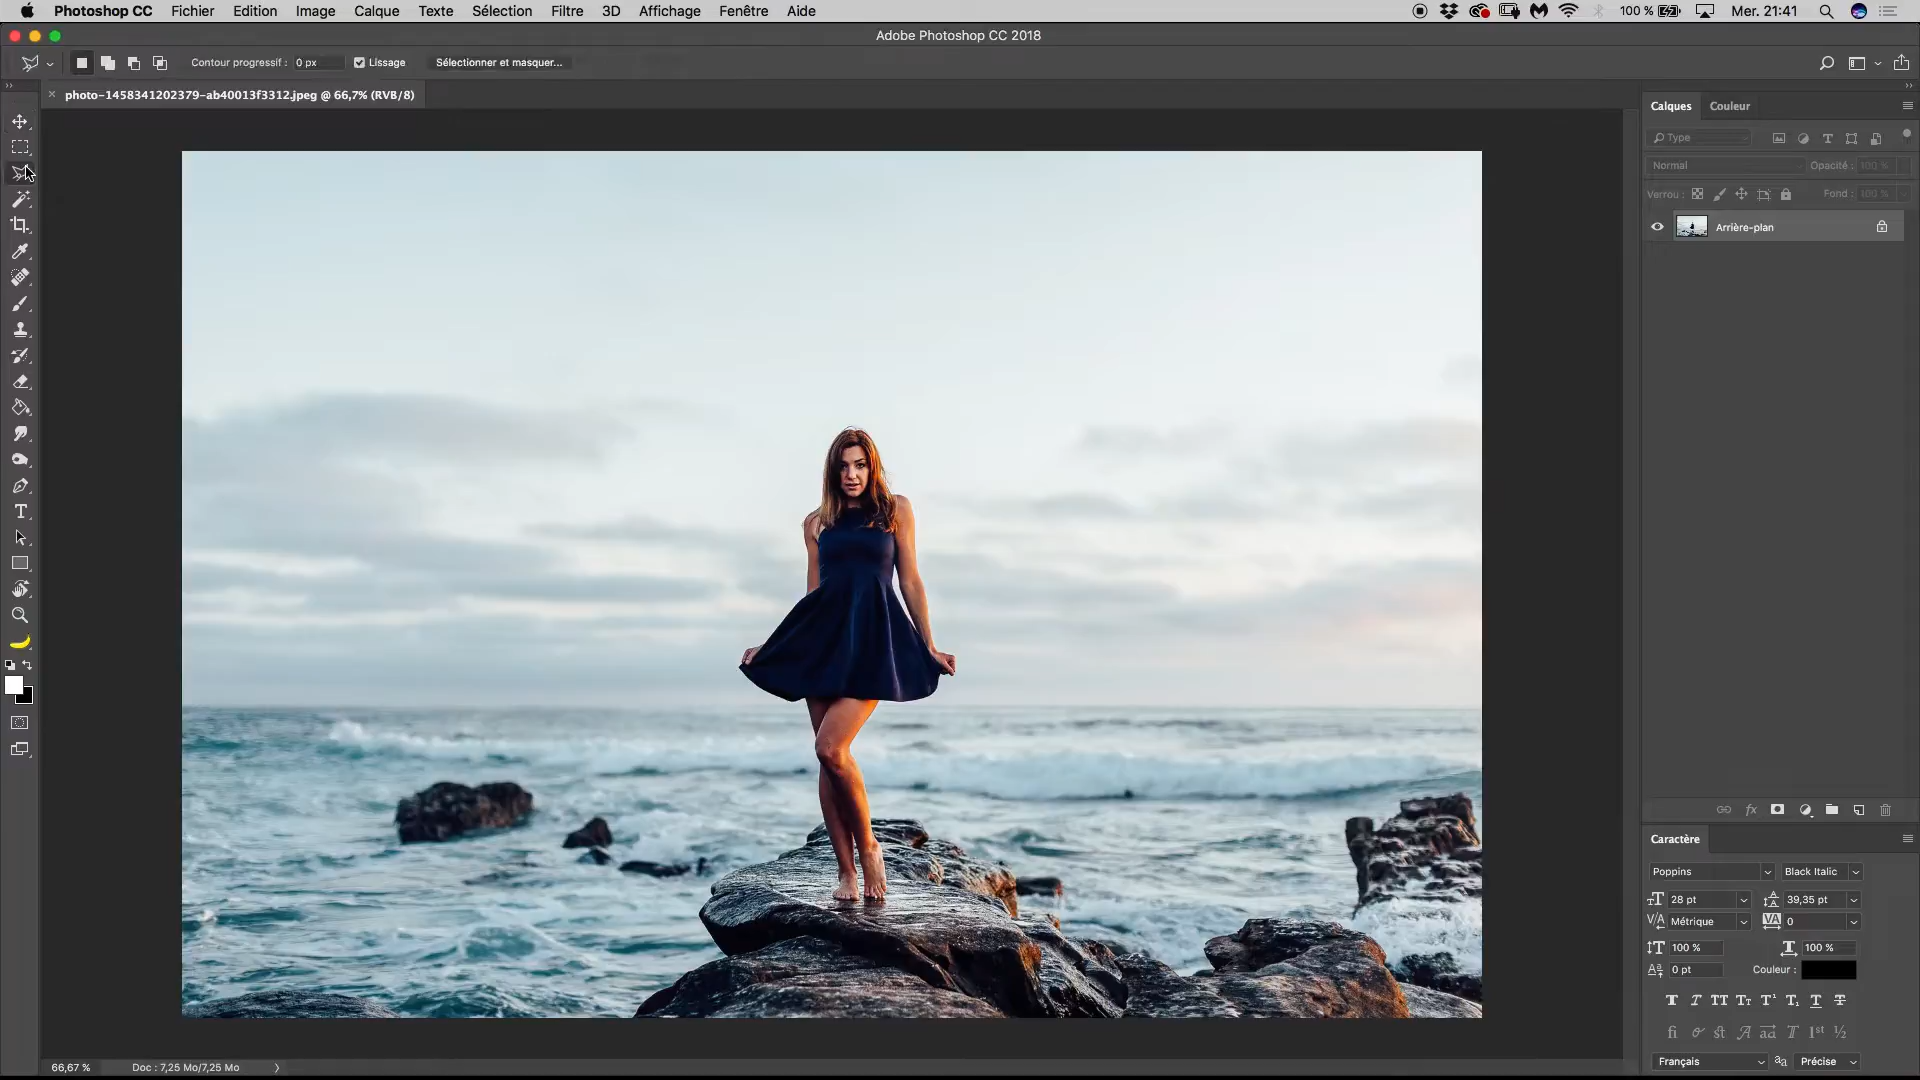 Photoshop CC Fichier Edition Image Calque Texte Sélection Filtre 3D Affichage Fenêtre Aide 100 % Mer. 21:41
Adobe Photoshop CC 2018
Contour progressif : 0 px Lissage Sélectionner et masquer...
photo-1458341202379-ab40013f3312.jpeg @ 66,7% (RVB/8)
Calques Couleur
Type
Normal Opacité : 100 %
Verrou : Fond : 100 %
Arrière-plan
Caractère
Poppins Black Italic
28 pt 39,35 pt
Métrique 0
100 % 100 %
0 pt Couleur :
Français Précise
66,67 % Doc : 7,25 Mo/7,25 Mo